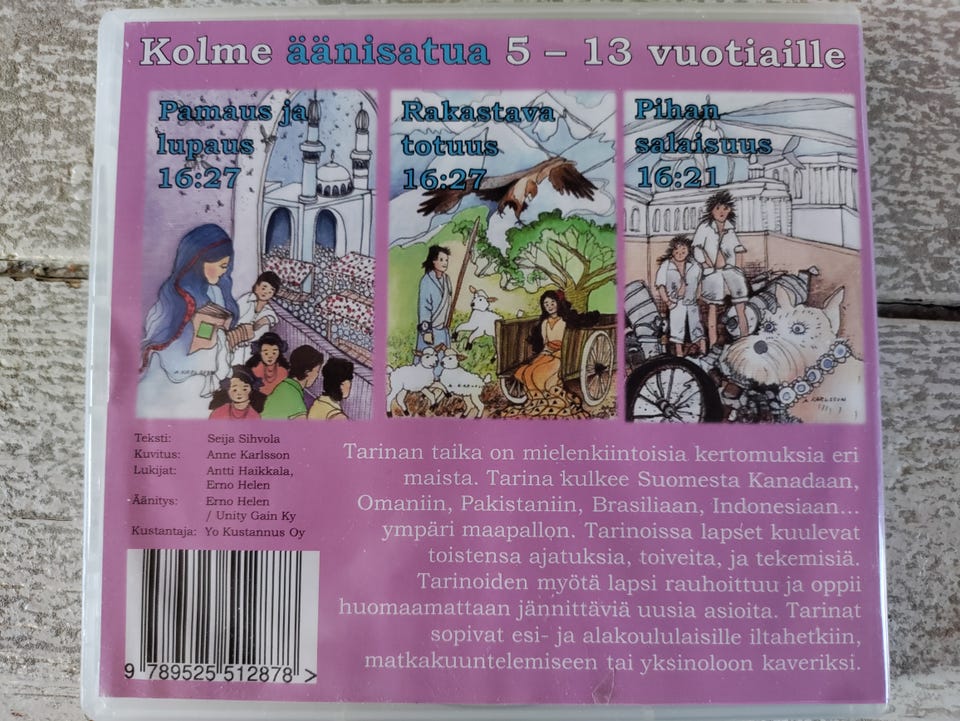 Kolme äänisatua 5 – 13 vuotiaille
Pamaus ja
lupaus
16:27
Rakastava
totuus
16:27
Pihan
salaisuus
16:21
A. KARLSSON
Teksti: Seija Sihvola
Kuvitus: Anne Karlsson
Lukijat: Antti Haikkala,
Erno Helen
Äänitys: Erno Helen
/ Unity Gain Ky
Kustantaja: Yo Kustannus Oy
Tarinan taika on mielenkiintoisia kertomuksia eri
maista. Tarina kulkee Suomesta Kanadaan,
Omaniin, Pakistaniin, Brasiliaan, Indonesiaan...
ympäri maapallon. Tarinoissa lapset kuulevat
toistensa ajatuksia, toiveita, ja tekemisiä.
Tarinoiden myötä lapsi rauhoittuu ja oppii
huomaamattaan jännittäviä uusia asioita. Tarinat
sopivat esi- ja alakoululaisille iltahetkiin,
matkakuuntelemiseen tai yksinoloon kaveriksi.
9 789525 512878 >